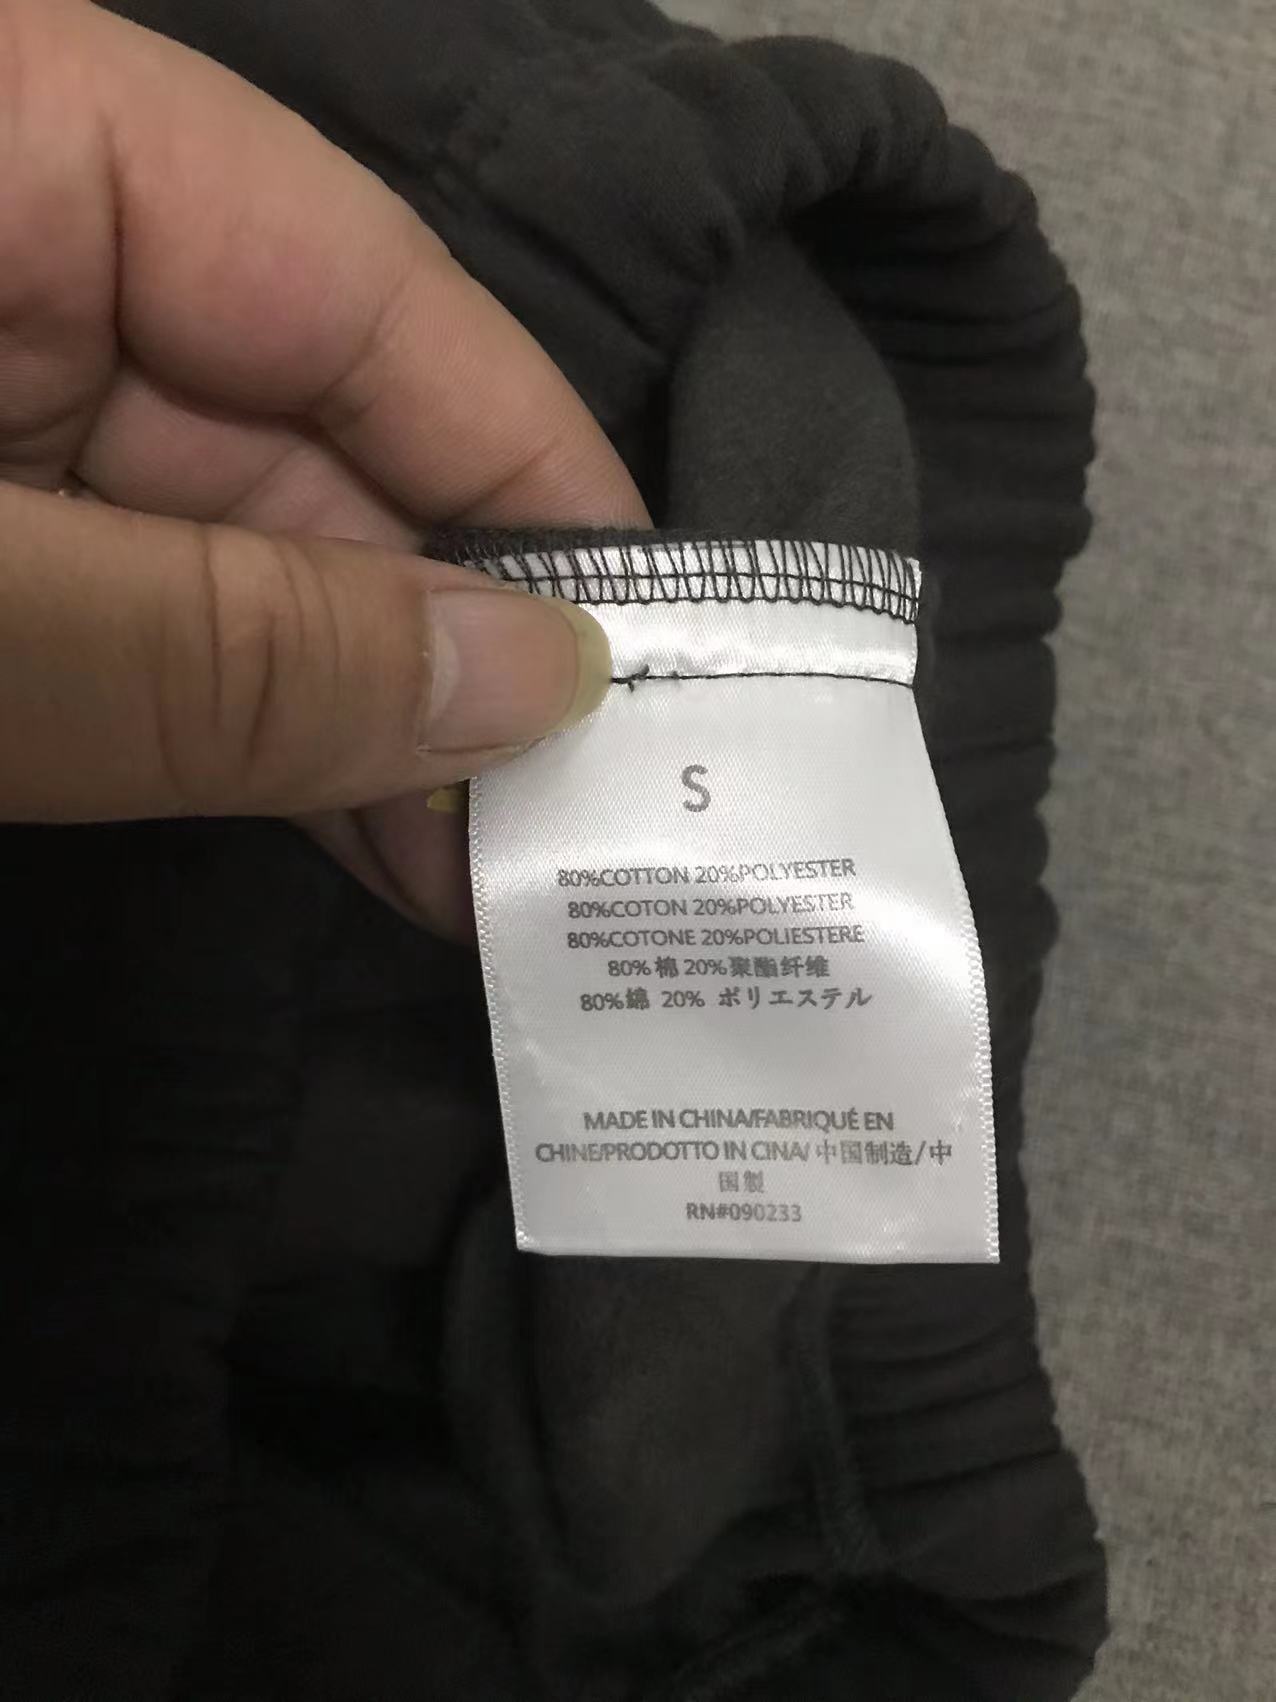 S
80%COTTON 20%POLYESTER
80%COTON 20%POLYESTER
80%COTONE 20%POLIESTERE
80% 棉 20%聚酯纤维
80%綿 20% ポリエステル
MADE IN CHINA/FABRIQUÉ EN
CHINE/PRODOTTO IN CINA/ 中国制造/中
国製
RN#090233